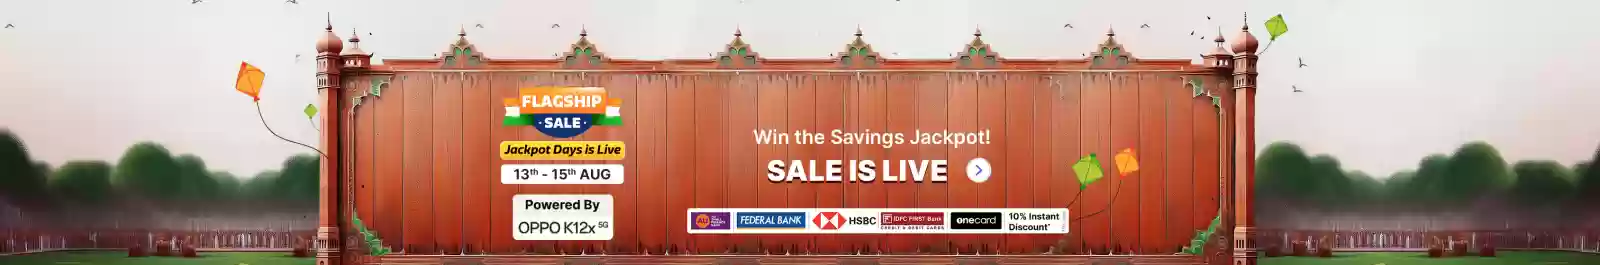 FLAGSHIP
SALE
Jackpot Days is Live
13th - 15th AUG
Powered By
OPPO K12x 5G
Win the Savings Jackpot!
SALE IS LIVE
AU
FEDERAL BANK
HSBC
IDFC FIRST Bank
CREDIT & DEBIT CARDS
onecard
10% Instant
Discount*